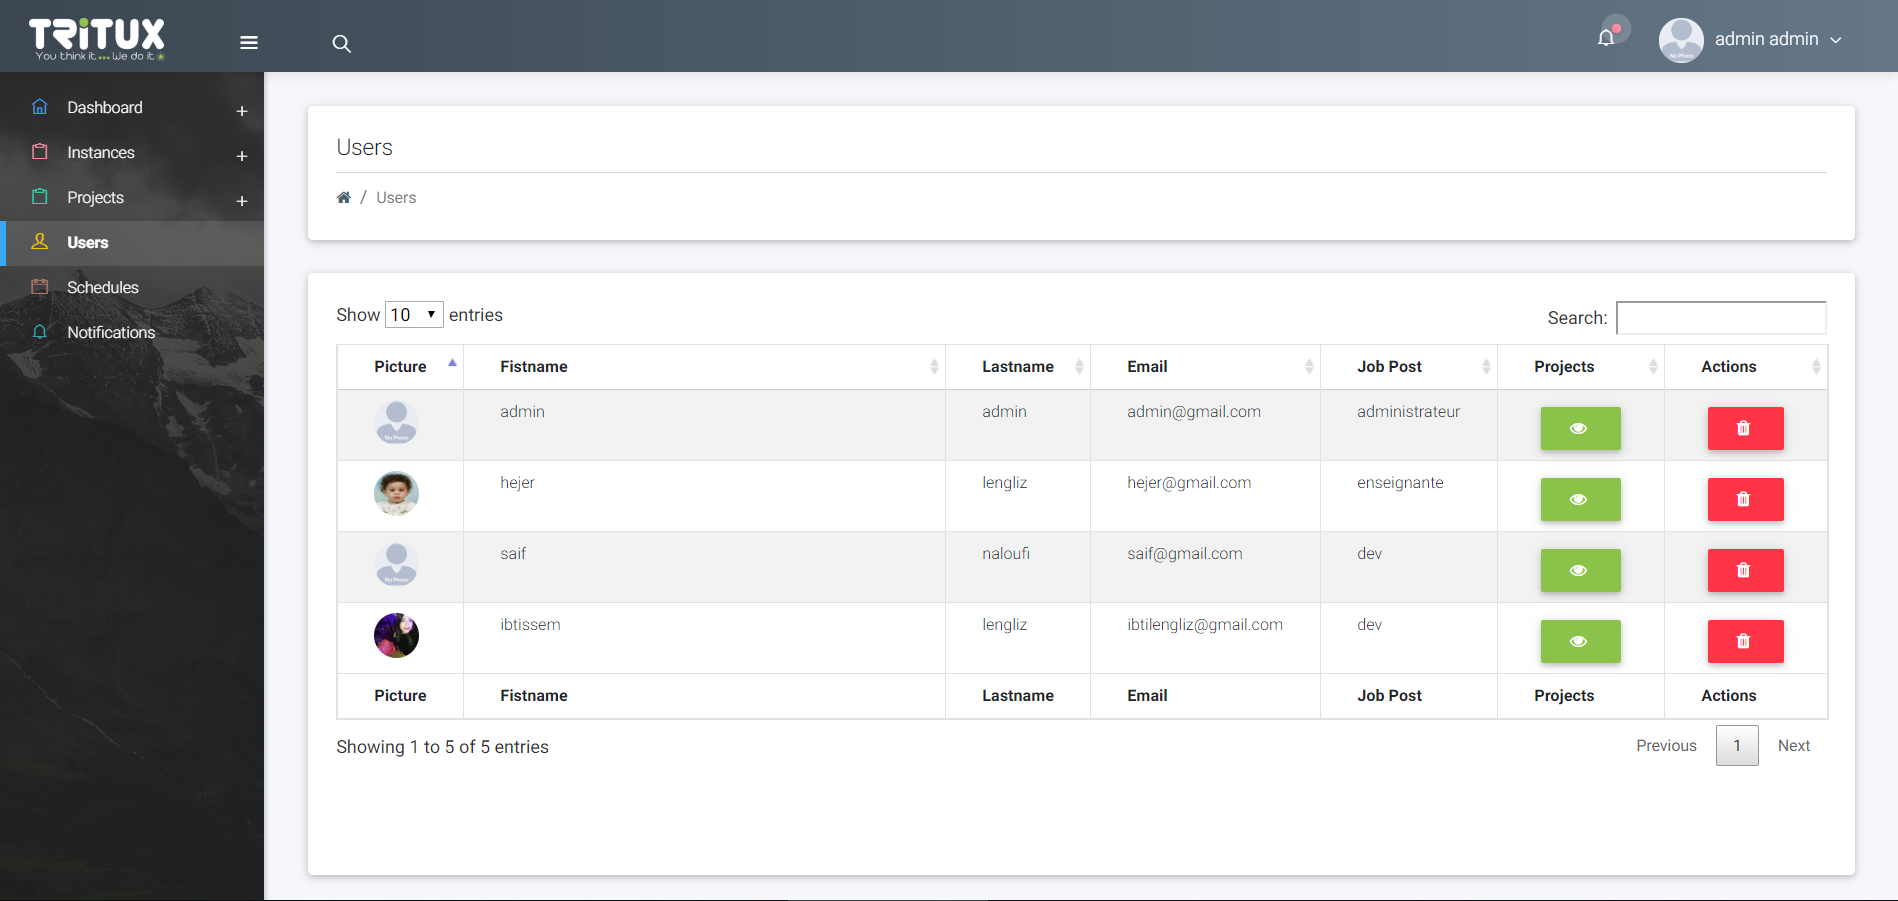 TRiTUX
You think it...We do it
admin admin
Dashboard +
Instances +
Projects +
Users
Schedules
Notifications
Users
/ Users
Show 10 entries
Search:
Picture Fistname Lastname Email Job Post Projects Actions
No Photo admin admin admin@gmail.com administrateur
hejer lengliz hejer@gmail.com enseignante
No Photo saif naloufi saif@gmail.com dev
ibtissem lengliz ibtilengliz@gmail.com dev
Picture Fistname Lastname Email Job Post Projects Actions
Showing 1 to 5 of 5 entries
Previous 1 Next